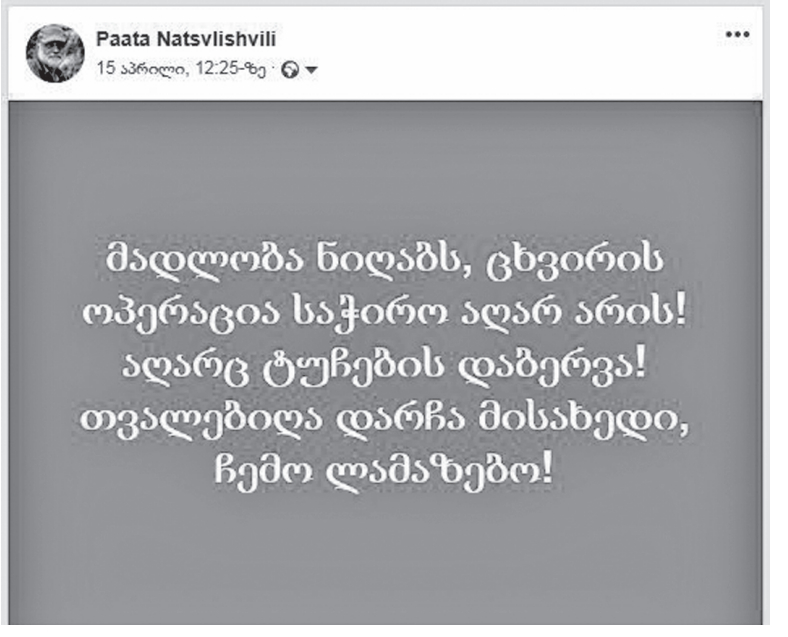 Paata Natsvlishvili
15 აპრილი, 12:25-ზე ·
მადლობა ნიღაბს, ცხვირის
ოპერაცია საჭირო აღარ არის!
აღარც ტუჩების დაბერვა!
თვალებიღა დარჩა მისახედი,
ჩემო ლამაზებო!